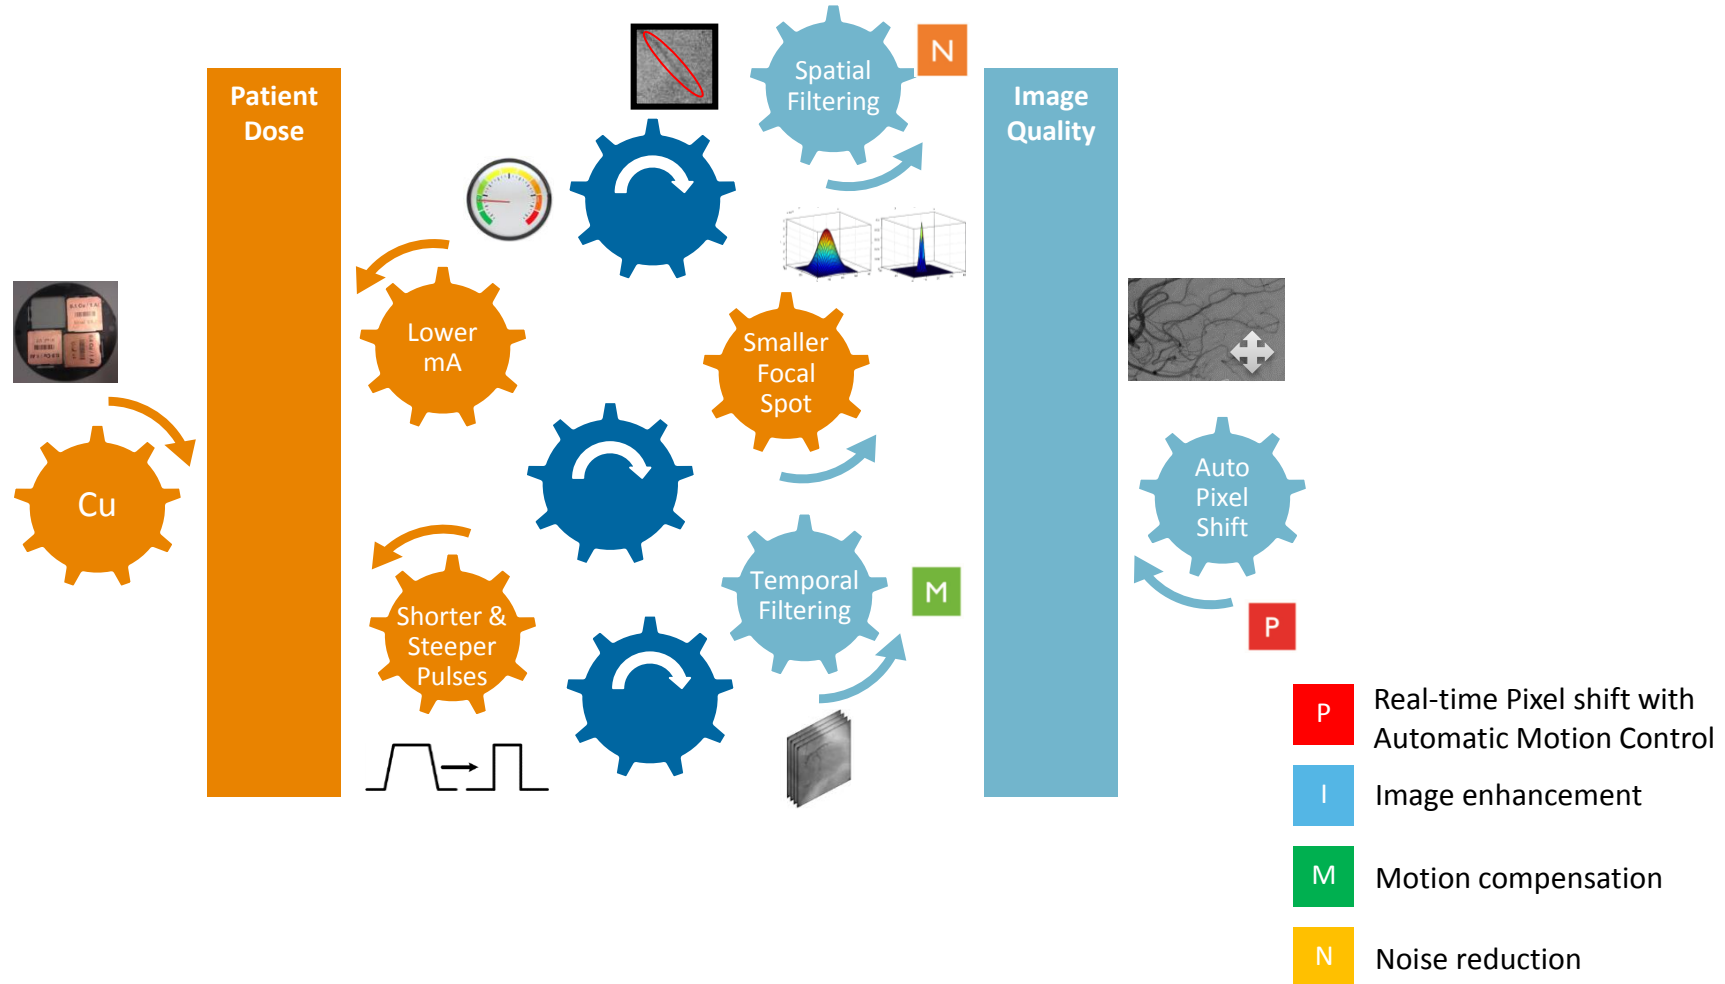 Patient
Dose
Spatial
Filtering
N
Image
Quality
Lower
mA
Smaller
Focal
Spot
Cu
Auto
Pixel
Shift
Shorter &
Steeper
Pulses
Temporal
Filtering
M
P
P
Real-time Pixel shift with
Automatic Motion Control
I
Image enhancement
M
Motion compensation
N
Noise reduction